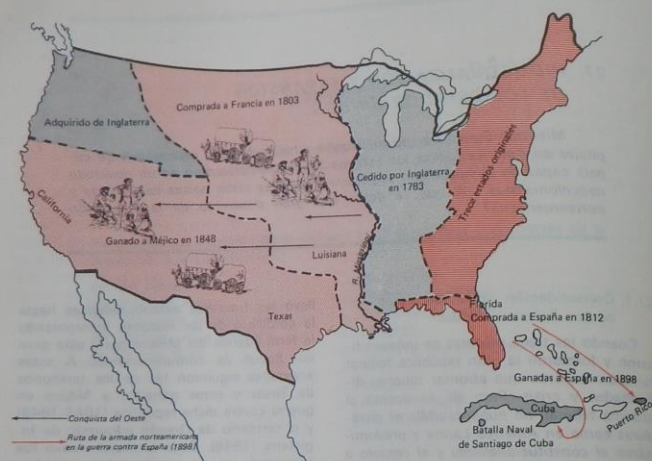 Comprada a Francia en 1803
Adquirido de Inglaterra
Cedido por Inglaterra
en 1783
Trece estados originales
California
Ganado a Méjico en 1848
Luisiana
R. Mississippi
Texas
Florida
Comprada a España en 1812
Ganadas a España en 1898
Cuba
Puerto Rico
Batalla Naval
de Santiago de Cuba
Conquista del Oeste
Ruta de la armada norteamericana
en la guerra contra España (1898)